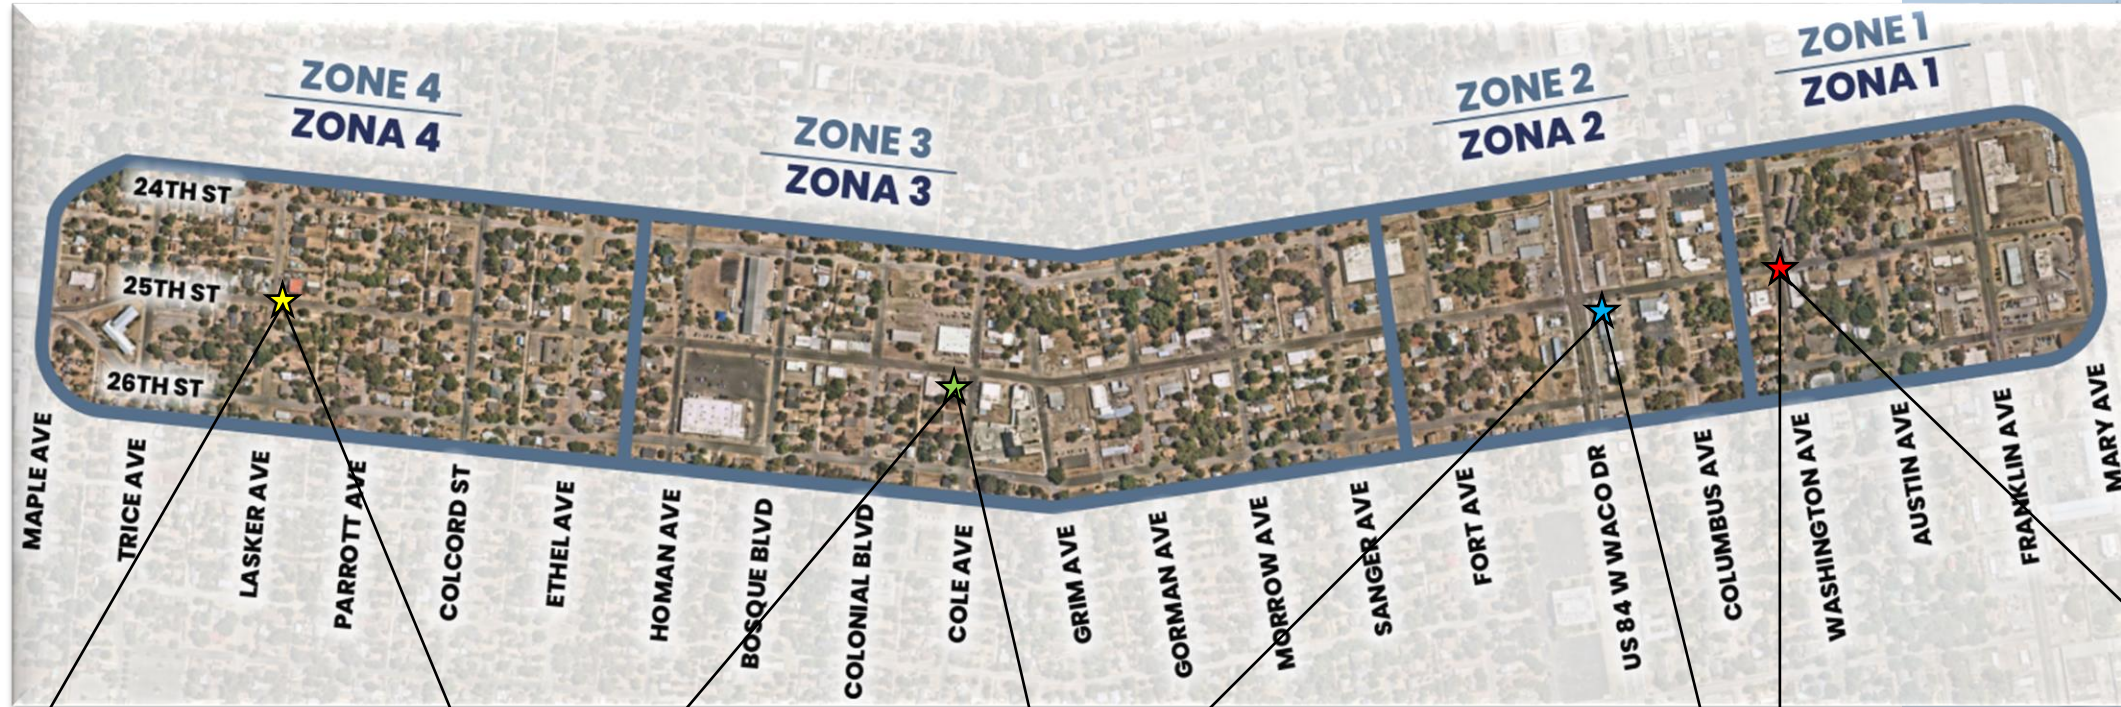 ZONE 4
ZONA 4
ZONE 3
ZONA 3
ZONE 2
ZONA 2
ZONE 1
ZONA 1
24TH ST
25TH ST
26TH ST
MAPLE AVE
TRICE AVE
LASKER AVE
PARROTT AVE
COLCORD ST
ETHEL AVE
HOMAN AVE
BOSQUE BLVD
COLONIAL BLVD
COLE AVE
GRIM AVE
GORMAN AVE
MORROW AVE
SANGER AVE
FORT AVE
US 84 W WACO DR
COLUMBUS AVE
WASHINGTON AVE
AUSTIN AVE
FRANKLIN AVE
MARY AVE